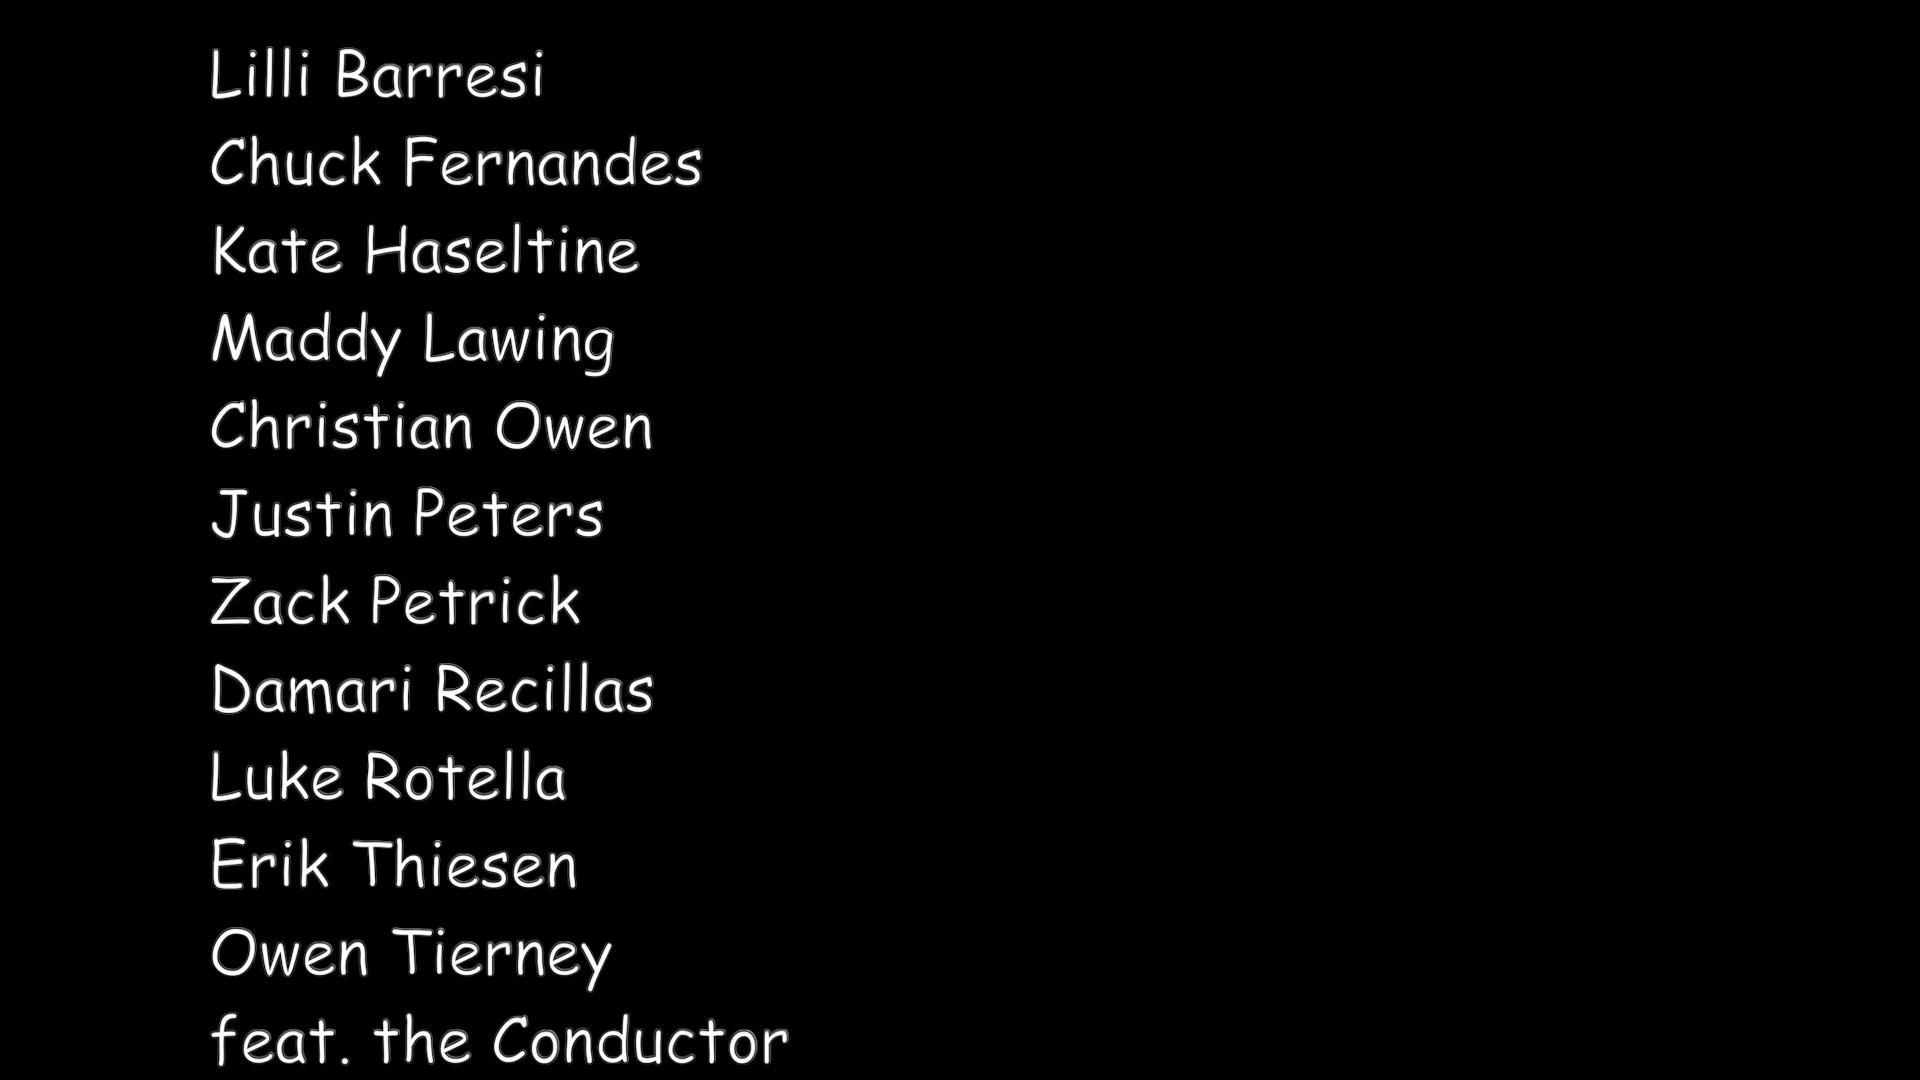 Lilli Barresi
Chuck Fernandes
Kate Haseltine
Maddy Lawing
Christian Owen
Justin Peters
Zack Petrick
Damari Recillas
Luke Rotella
Erik Thiesen
Owen Tierney
feat. the Conductor